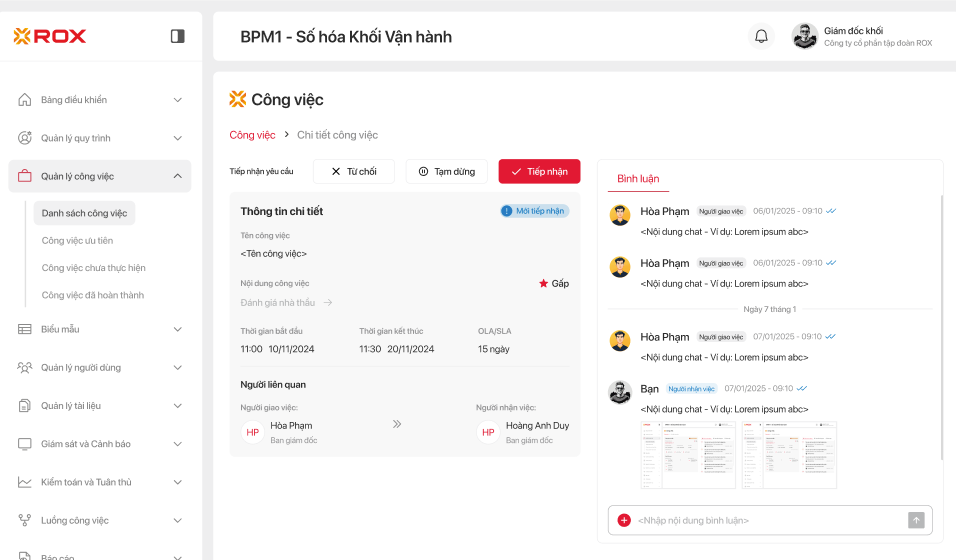 ROX
BPM1 - Số hóa Khối Vận hành
Giám đốc khối
Công ty cổ phần tập đoàn ROX
Bảng điều khiển
Quản lý quy trình
Quản lý công việc
Danh sách công việc
Công việc ưu tiên
Công việc chưa thực hiện
Công việc đã hoàn thành
Biểu mẫu
Quản lý người dùng
Quản lý tài liệu
Giám sát và Cảnh báo
Kiểm toán và Tuân thủ
Luồng công việc
Báo cáo
Công việc
Công việc > Chi tiết công việc
Tiếp nhận yêu cầu
Từ chối
Tạm dừng
Tiếp nhận
Thông tin chi tiết
Mới tiếp nhận
Tên công việc
<Tên công việc>
Nội dung công việc
Gấp
Đánh giá nhà thầu
Thời gian bắt đầu
Thời gian kết thúc
OLA/SLA
11:00 10/11/2024
11:30 20/11/2024
15 ngày
Người liên quan
Người giao việc:
Người nhận việc:
HP
Hòa Phạm
Ban giám đốc
HP
Hoàng Anh Duy
Ban giám đốc
Bình luận
Hòa Phạm Người giao việc 06/01/2025 - 09:10
<Nội dung chat - Ví dụ: Lorem ipsum abc>
Hòa Phạm Người giao việc 06/01/2025 - 09:10
<Nội dung chat - Ví dụ: Lorem ipsum abc>
Ngày 7 tháng 1
Hòa Phạm Người giao việc 07/01/2025 - 09:10
<Nội dung chat - Ví dụ: Lorem ipsum abc>
Bạn Người nhận việc 07/01/2025 - 09:10
<Nội dung chat - Ví dụ: Lorem ipsum abc>
<Nhập nội dung bình luận>